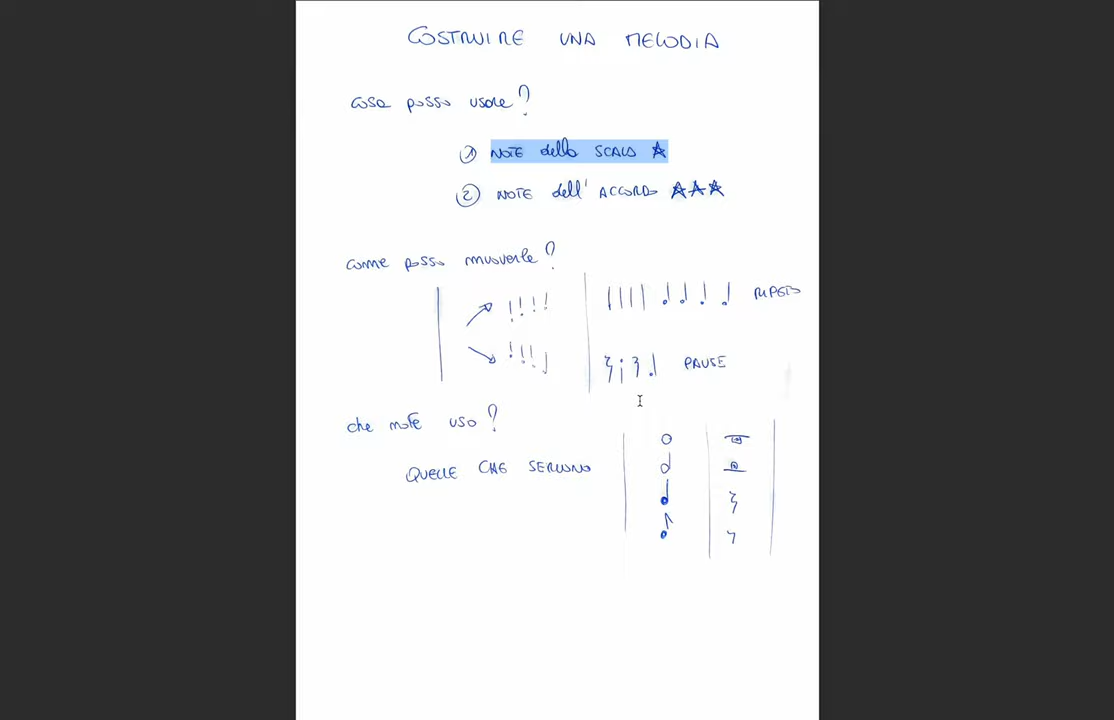 COSTRUIRE UNA MELODIA
cosa posso usare?
① NOTE della SCALA ☆
② NOTE dell' ACCORDO ☆☆☆
come posso muoverle?
RIPETO
PAUSE
che note uso?
QUELLE CHE SERVONO